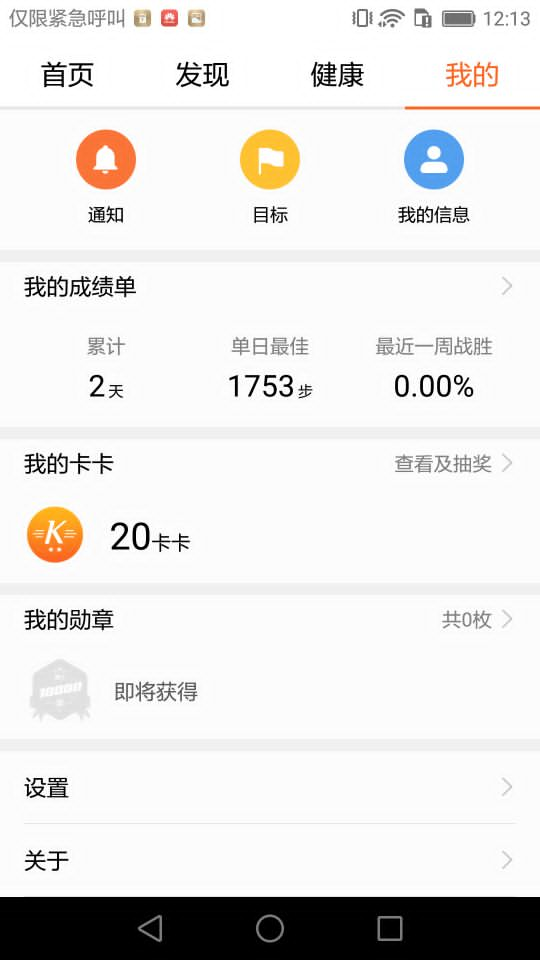 仅限紧急呼叫 12:13
首页 发现 健康 我的
通知 目标 我的信息
我的成绩单
累计 单日最佳 最近一周战胜
2天 1753步 0.00%
我的卡卡 查看及抽奖
K 20卡卡
我的勋章 共0枚
10000 即将获得
设置
关于